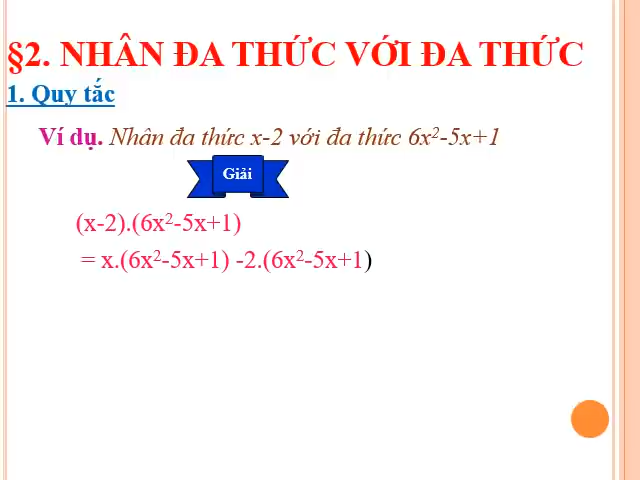 §2. NHÂN ĐA THỨC VỚI ĐA THỨC
1. Quy tắc
Ví dụ. Nhân đa thức x-2 với đa thức 6x²-5x+1
Giải
(x-2).(6x²-5x+1)
= x.(6x²-5x+1) -2.(6x²-5x+1)